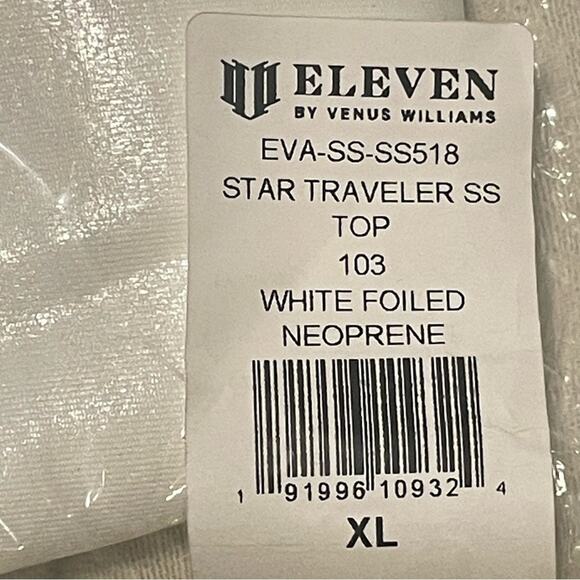 ELEVEN
BY VENUS WILLIAMS
EVA-SS-SS518
STAR TRAVELER SS
TOP
103
WHITE FOILED
NEOPRENE
1 91996 10932 4
XL